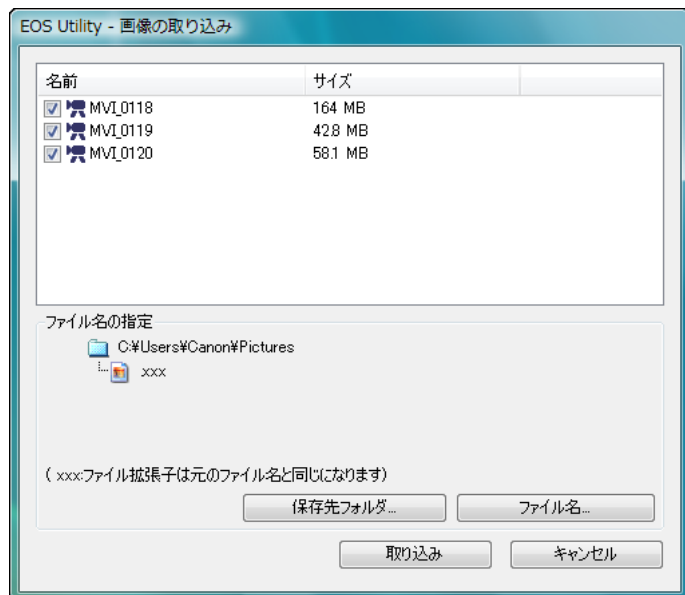 EOS Utility - 画像の取り込み
名前 サイズ
MVI_0118 164 MB
MVI_0119 42.8 MB
MVI_0120 58.1 MB
ファイル名の指定
C:¥Users¥Canon¥Pictures
.xxx
( xxx:ファイル拡張子は元のファイル名と同じになります)
保存先フォルダ... ファイル名...
取り込み キャンセル